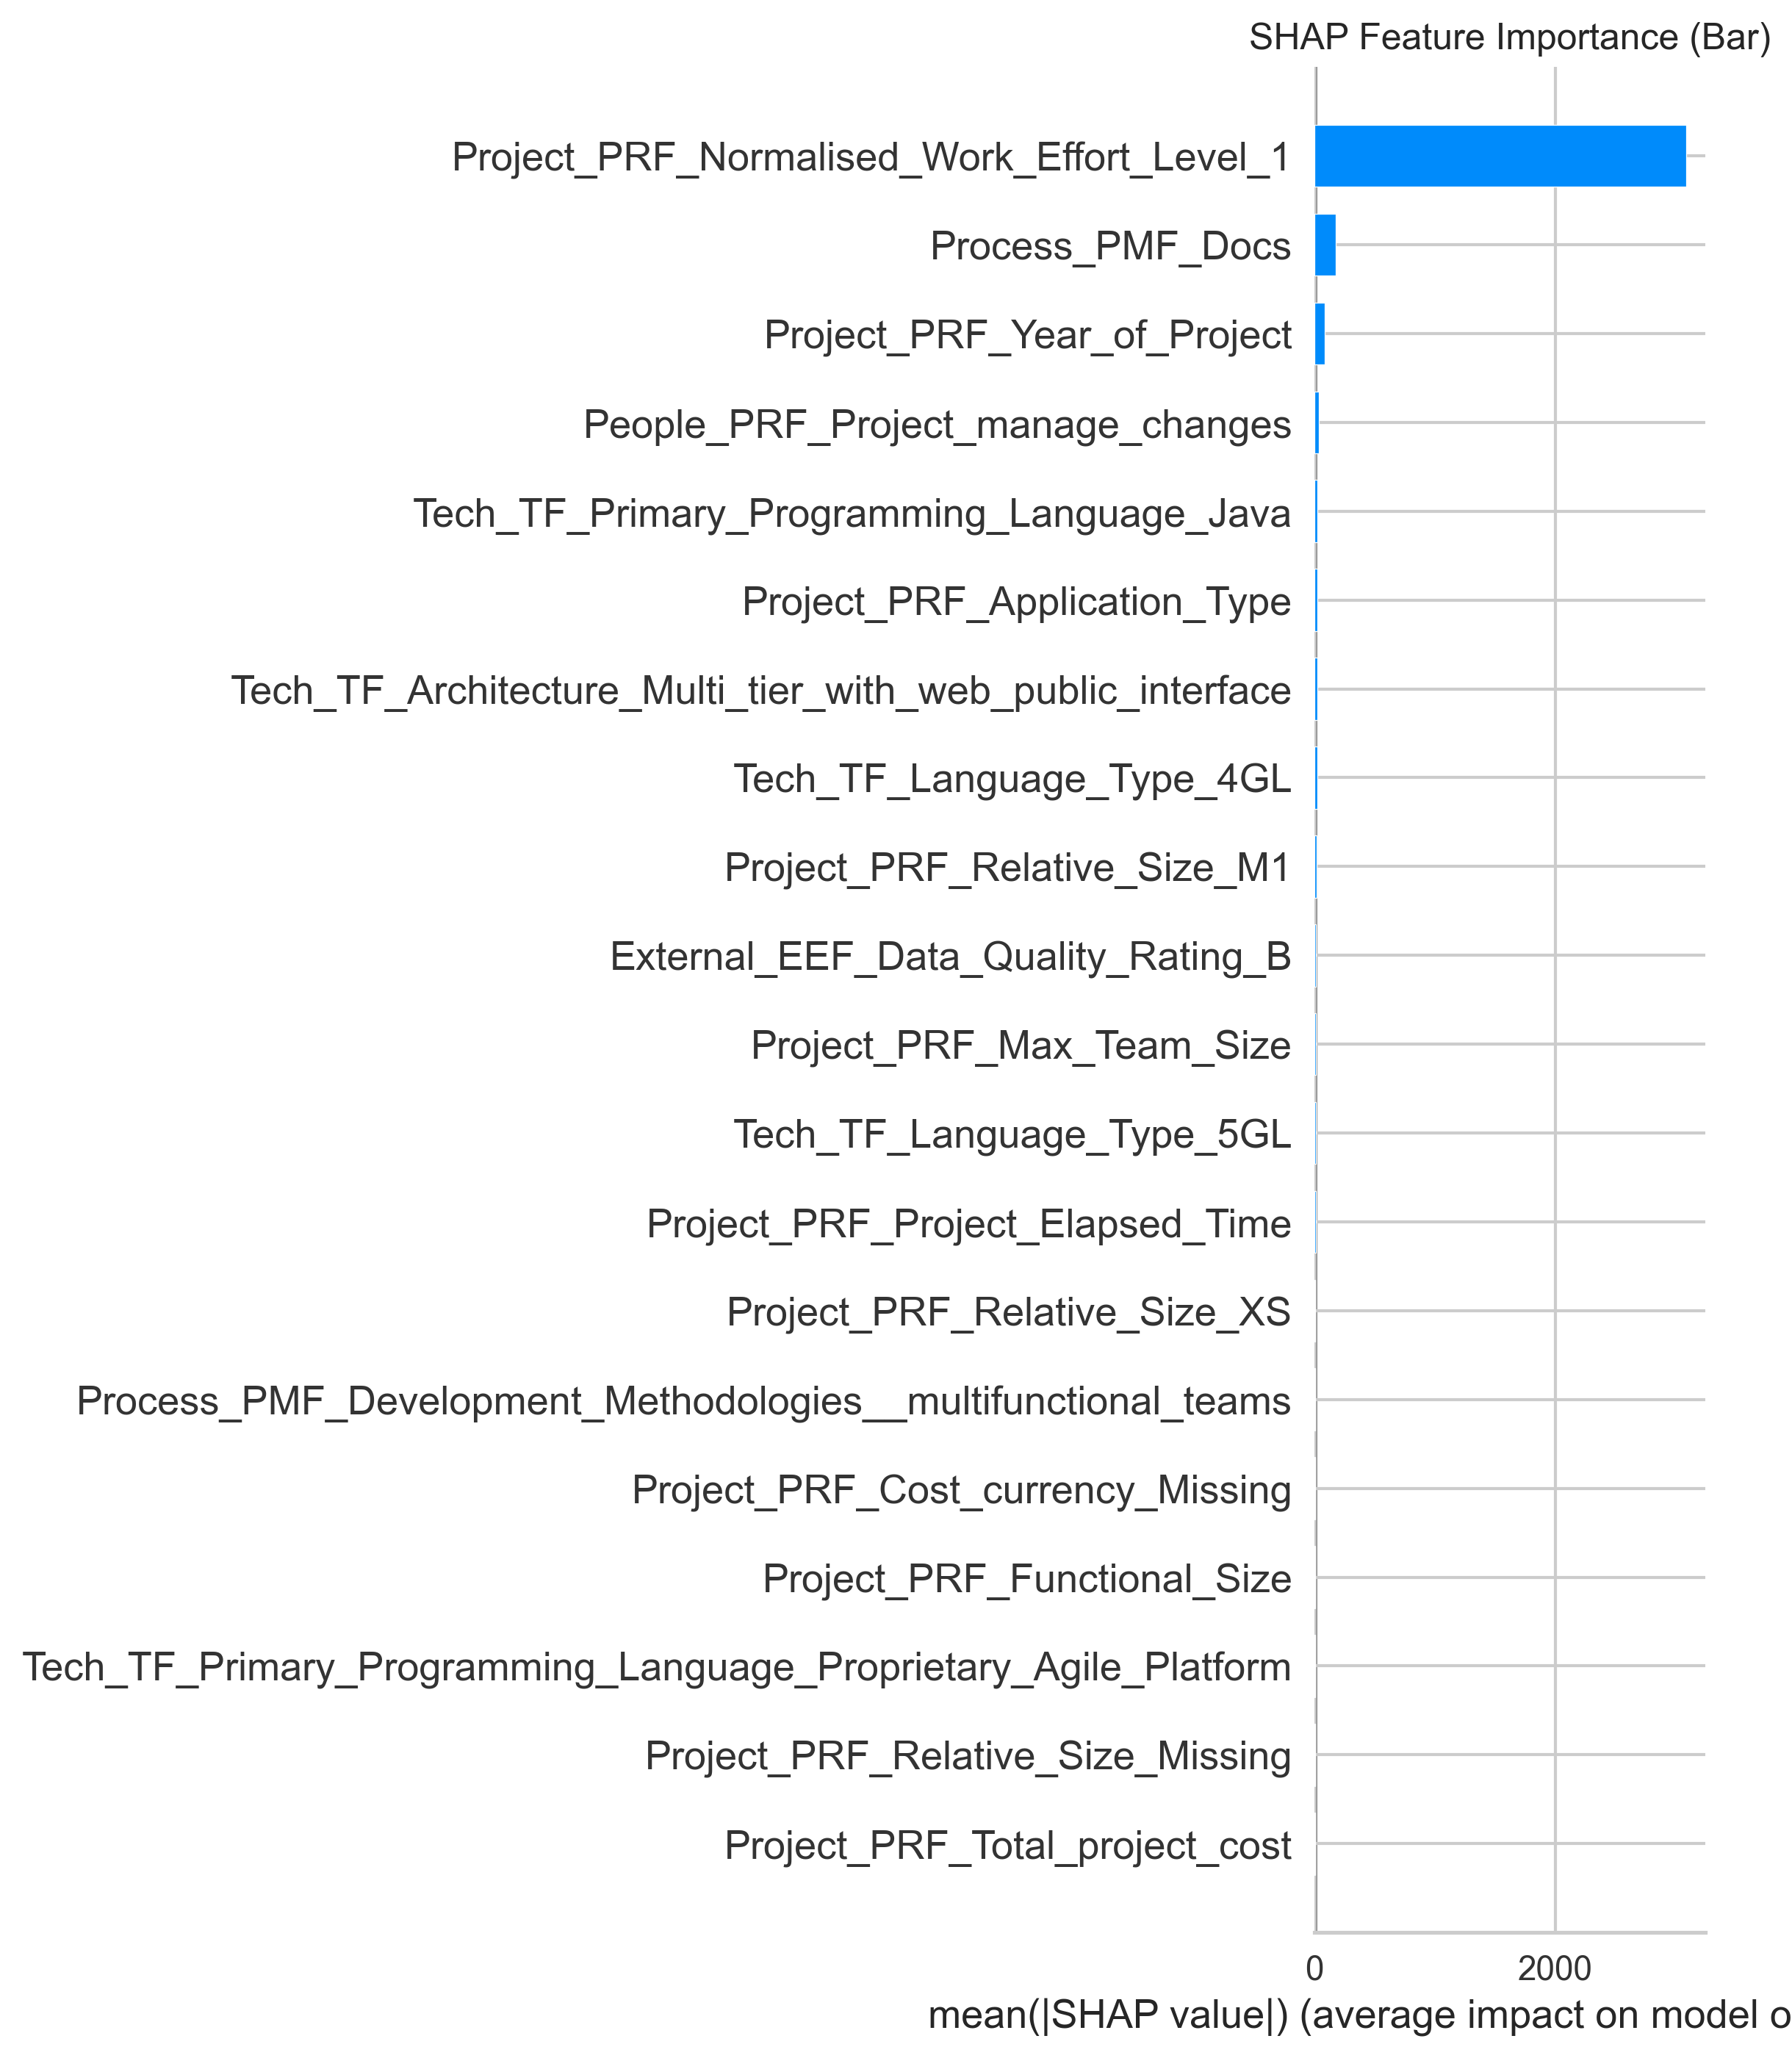 SHAP Feature Importance (Bar)
Project_PRF_Normalised_Work_Effort_Level_1
Process_PMF_Docs
Project_PRF_Year_of_Project
People_PRF_Project_manage_changes
Tech_TF_Primary_Programming_Language_Java
Project_PRF_Application_Type
Tech_TF_Architecture_Multi_tier_with_web_public_interface
Tech_TF_Language_Type_4GL
Project_PRF_Relative_Size_M1
External_EEF_Data_Quality_Rating_B
Project_PRF_Max_Team_Size
Tech_TF_Language_Type_5GL
Project_PRF_Project_Elapsed_Time
Project_PRF_Relative_Size_XS
Process_PMF_Development_Methodologies__multifunctional_teams
Project_PRF_Cost_currency_Missing
Project_PRF_Functional_Size
Tech_TF_Primary_Programming_Language_Proprietary_Agile_Platform
Project_PRF_Relative_Size_Missing
Project_PRF_Total_project_cost
0 2000
mean(|SHAP value|) (average impact on model o